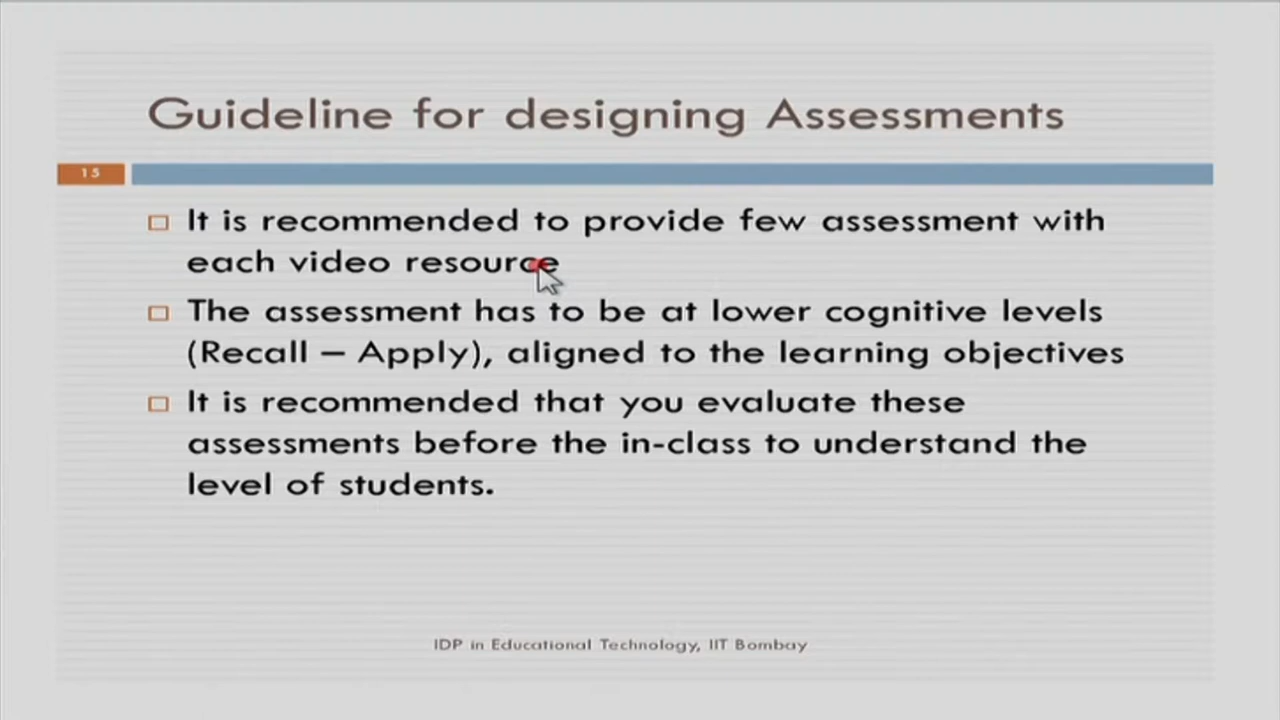 Guideline for designing Assessments
15
It is recommended to provide few assessment with
each video resource
The assessment has to be at lower cognitive levels
(Recall – Apply), aligned to the learning objectives
It is recommended that you evaluate these
assessments before the in-class to understand the
level of students.
IDP in Educational Technology, IIT Bombay